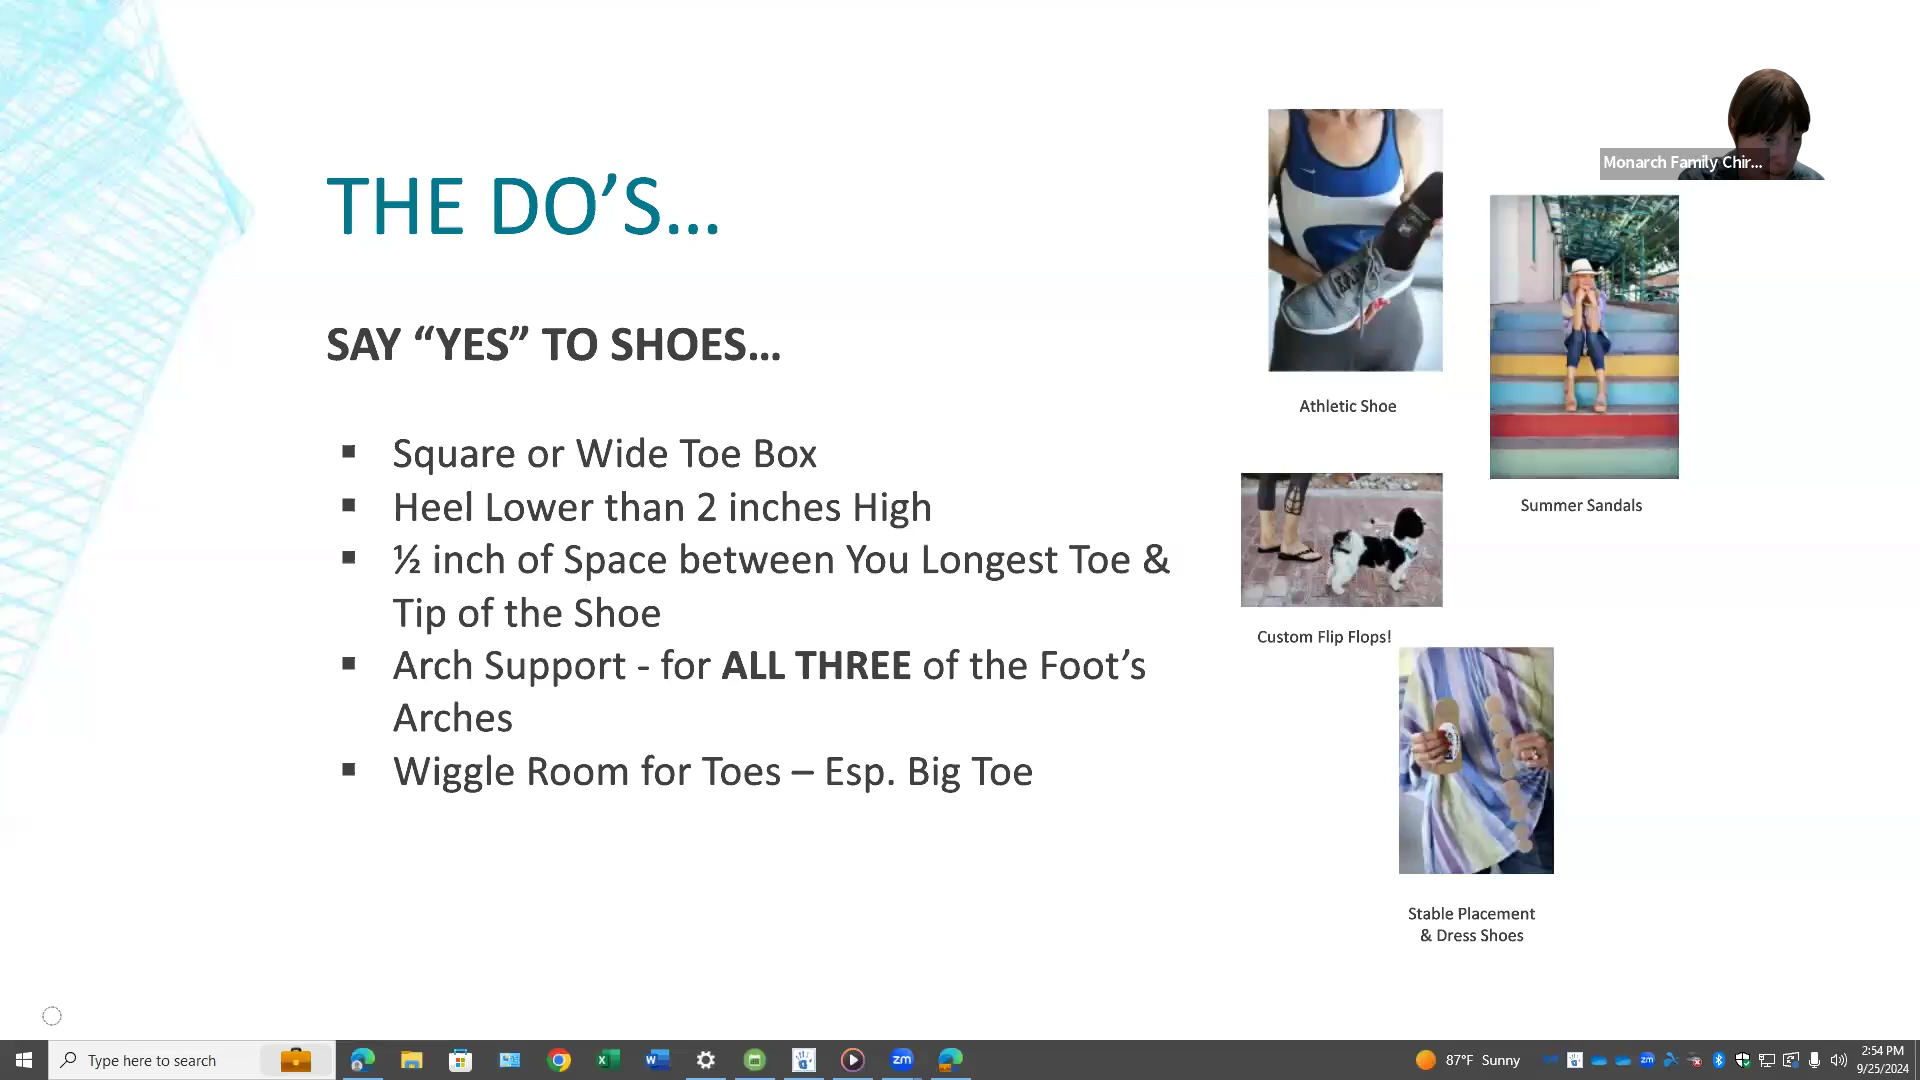 Monarch Family Chir...
THE DO’S…
SAY “YES” TO SHOES…
▪ Square or Wide Toe Box
▪ Heel Lower than 2 inches High
▪ ½ inch of Space between You Longest Toe &
Tip of the Shoe
▪ Arch Support - for ALL THREE of the Foot’s
Arches
▪ Wiggle Room for Toes – Esp. Big Toe
Athletic Shoe
Summer Sandals
Custom Flip Flops!
Stable Placement
& Dress Shoes
Type here to search
zm
87°F Sunny
2:54 PM
9/25/2024